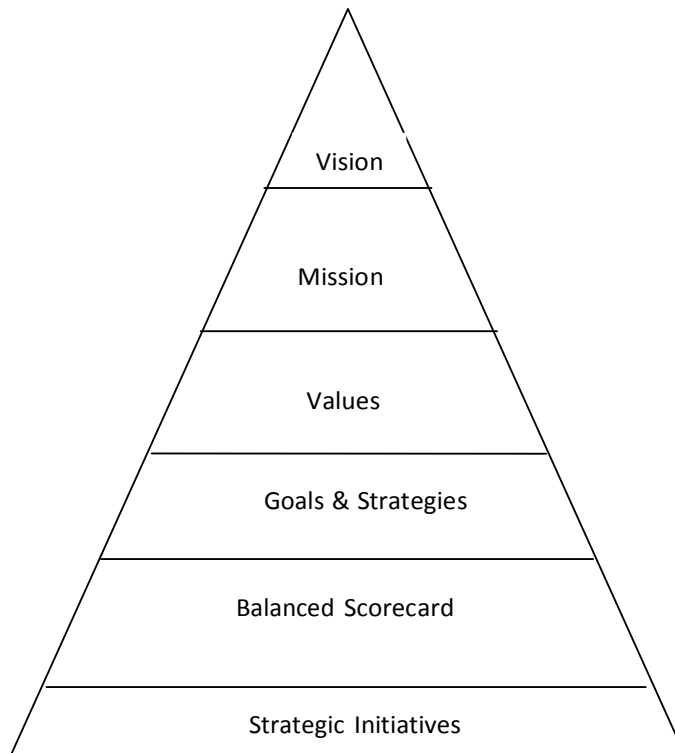 Vision
Mission
Values
Goals & Strategies
Balanced Scorecard
Strategic Initiatives